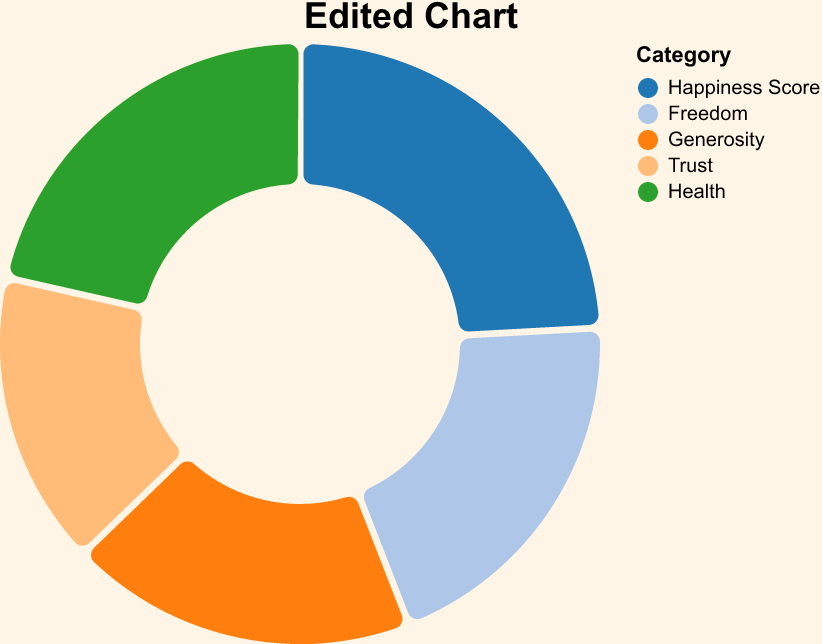 Edited Chart
Category
Happiness Score
Freedom
Generosity
Trust
Health